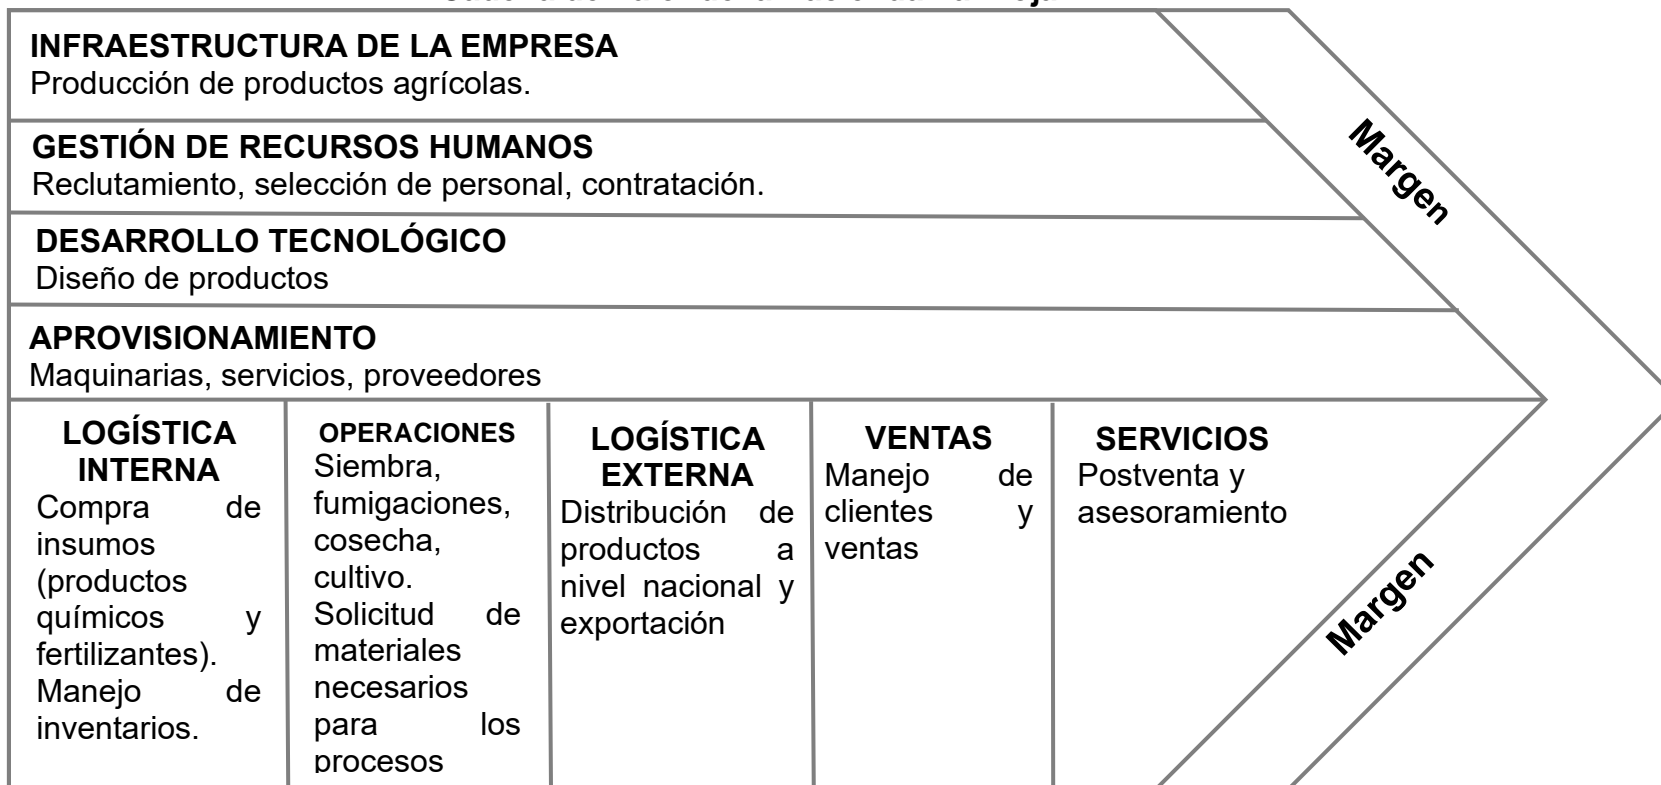 INFRAESTRUCTURA DE LA EMPRESA
Producción de productos agrícolas.
GESTIÓN DE RECURSOS HUMANOS
Reclutamiento, selección de personal, contratación.
DESARROLLO TECNOLÓGICO
Diseño de productos
APROVISIONAMIENTO
Maquinarias, servicios, proveedores
Margen
LOGÍSTICA
INTERNA
Compra de
insumos
(productos
químicos y
fertilizantes).
Manejo de
inventarios.
OPERACIONES
Siembra,
fumigaciones,
cosecha,
cultivo.
Solicitud de
materiales
necesarios
para los
procesos
LOGÍSTICA
EXTERNA
Distribución de
productos a
nivel nacional y
exportación
VENTAS
Manejo de
clientes y
ventas
SERVICIOS
Postventa y
asesoramiento
Margen